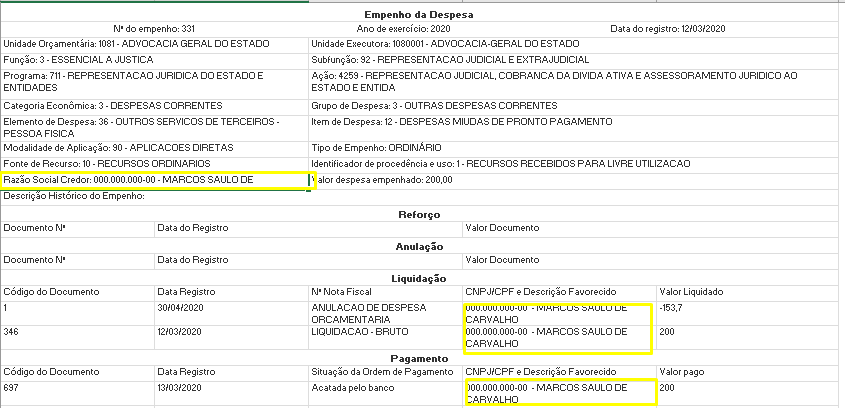 Empenho da Despesa
Nº do empenho: 331 Ano de exercício: 2020 Data do registro: 12/03/2020
Unidade Orçamentária: 1081 - ADVOCACIA GERAL DO ESTADO Unidade Executora: 1080001 - ADVOCACIA-GERAL DO ESTADO
Função: 3 - ESSENCIAL A JUSTICA Subfunção: 92 - REPRESENTACAO JUDICIAL E EXTRAJUDICIAL
Programa: 711 - REPRESENTACAO JURIDICA DO ESTADO E Ação: 4259 - REPRESENTACAO JUDICIAL, COBRANCA DA DIVIDA ATIVA E ASSESSORAMENTO JURIDICO AO
ENTIDADES ESTADO E ENTIDA
Categoria Econômica: 3 - DESPESAS CORRENTES Grupo de Despesa: 3 - OUTRAS DESPESAS CORRENTES
Elemento de Despesa: 36 - OUTROS SERVICOS DE TERCEIROS - Item de Despesa: 12 - DESPESAS MIUDAS DE PRONTO PAGAMENTO
PESSOA FISICA
Modalidade de Aplicação: 90 - APLICACOES DIRETAS Tipo de Empenho: ORDINÁRIO
Fonte de Recurso: 10 - RECURSOS ORDINARIOS Identificador de procedência e uso: 1 - RECURSOS RECEBIDOS PARA LIVRE UTILIZACAO
Razão Social Credor: 000.000.000-00 - MARCOS SAULO DE Valor despesa empenhado: 200,00
Descrição Histórico do Empenho:
Reforço
Documento Nº Data do Registro Valor Documento
Anulação
Documento Nº Data do Registro Valor Documento
Liquidação
Código do Documento Data Registro Nº Nota Fiscal CNPJ/CPF e Descrição Favorecido Valor Liquidado
1 30/04/2020 ANULACAO DE DESPESA 000.000.000-00 - MARCOS SAULO DE -153,7
ORCAMENTARIA CARVALHO
346 12/03/2020 LIQUIDACAO - BRUTO 000.000.000-00 - MARCOS SAULO DE 200
CARVALHO
Pagamento
Código do Documento Data Registro Situação da Ordem de Pagamento CNPJ/CPF e Descrição Favorecido Valor pago
697 13/03/2020 Acatada pelo banco 000.000.000-00 - MARCOS SAULO DE 200
CARVALHO